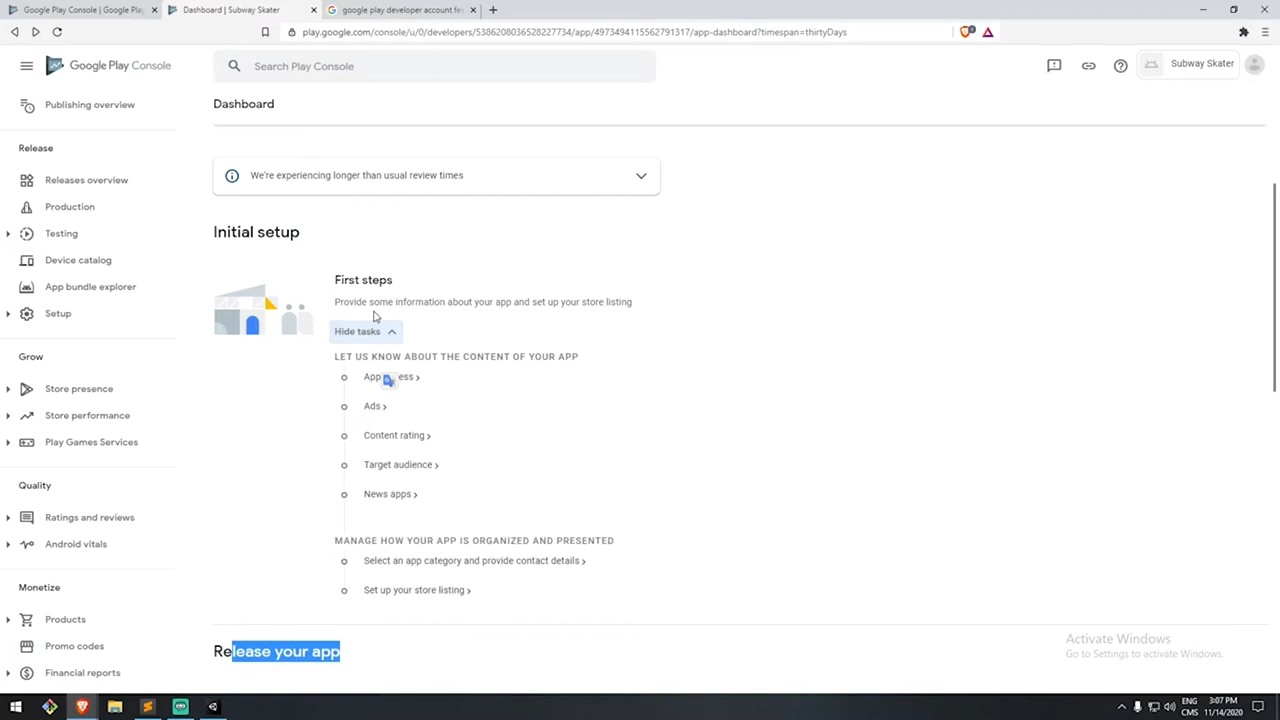 Google Play Console | Google Play
Dashboard | Subway Skater
google play developer account fe
play.google.com/console/u/0/developers/5386208036528227734/app/4973494115562791317/app-dashboard?timespan=thirtyDays
Google Play Console
Search Play Console
Subway Skater
Publishing overview
Dashboard
Release
We're experiencing longer than usual review times
Releases overview
Production
Initial setup
Testing
Device catalog
First steps
App bundle explorer
Provide some information about your app and set up your store listing
Setup
Hide tasks
Grow
LET US KNOW ABOUT THE CONTENT OF YOUR APP
App ess
Store presence
Ads
Store performance
Content rating
Play Games Services
Target audience
Quality
News apps
Ratings and reviews
MANAGE HOW YOUR APP IS ORGANIZED AND PRESENTED
Android vitals
Select an app category and provide contact details
Monetize
Set up your store listing
Products
Promo codes
Release your app
Activate Windows
Go to Settings to activate Windows.
Financial reports
ENG
CMS
3:07 PM
11/14/2020